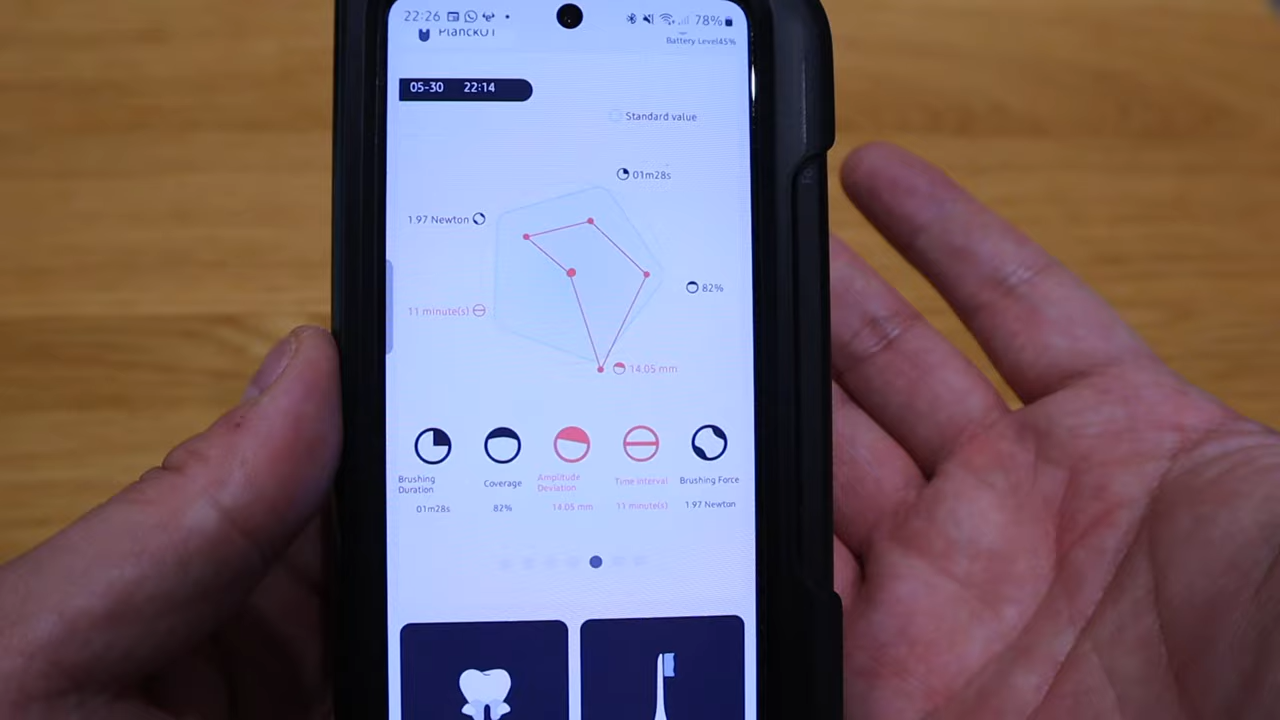 22:26 78%
PlanckO1
Battery Level45%
05-30 22:14
Standard value
01m28s
1.97 Newton
82%
11 minute(s)
14.05 mm
Brushing Duration
Coverage
Amplitude Deviation
Time Interval
Brushing Force
01m28s
82%
14.05 mm
11 minute(s)
1.97 Newton